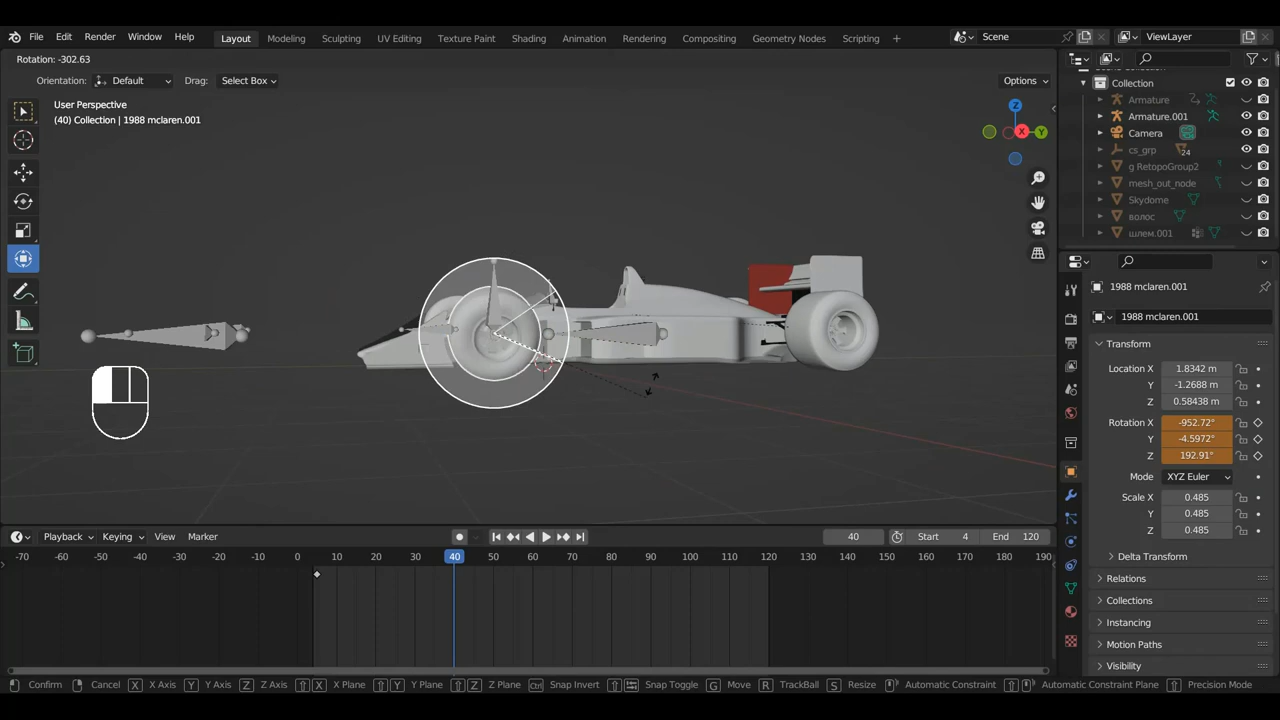 File Edit Render Window Help Layout Modeling Sculpting UV Editing Texture Paint Shading Animation Rendering Compositing Geometry Nodes Scripting + Scene ViewLayer
Rotation: -302.63
Orientation: Default Drag: Select Box Options
User Perspective
(40) Collection | 1988 mclaren.001
Z
X
Y
Collection
Armature
Armature.001
Camera
cs_grp
24
g RetopoGroup2
mesh_out_node
Skydome
волос
шлем.001
1988 mclaren.001
1988 mclaren.001
Transform
Location X 1.8342 m
Y -1.2688 m
Z 0.58438 m
Rotation X -952.72°
Y -4.5972°
Z 192.91°
Mode XYZ Euler
Scale X 0.485
Y 0.485
Z 0.485
Delta Transform
Relations
Collections
Instancing
Motion Paths
Visibility
Playback Keying View Marker 40 Start 4 End 120
-70 -60 -50 -40 -30 -20 -10 0 10 20 30 40 50 60 70 80 90 100 110 120 130 140 150 160 170 180 190
Confirm Cancel X X Axis Y Y Axis Z Z Axis X X Plane Y Y Plane Z Z Plane Ctrl Snap Invert Snap Toggle G Move R TrackBall S Resize Automatic Constraint Automatic Constraint Plane Precision Mode